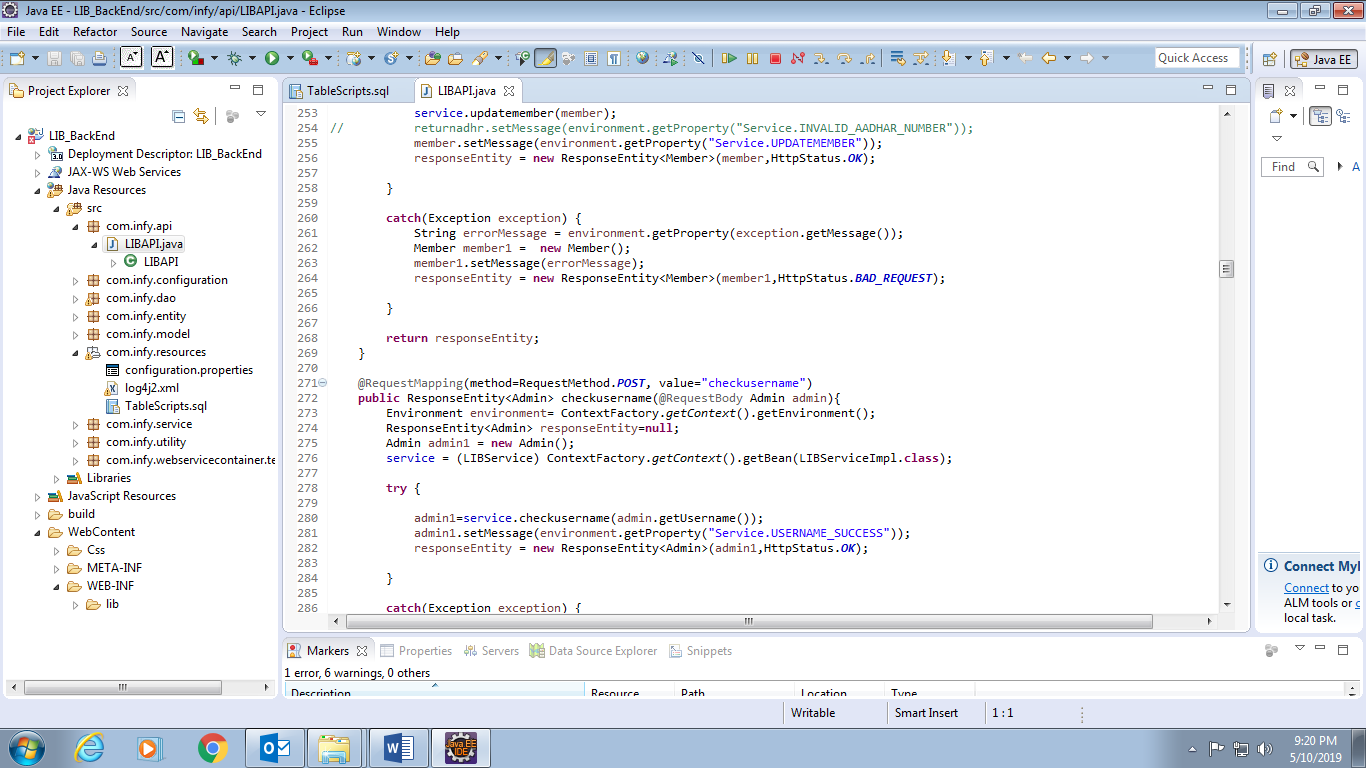 Java EE - LIB_BackEnd/src/com/infy/api/LIBAPI.java - Eclipse
File Edit Refactor Source Navigate Search Project Run Window Help
Quick Access
Java EE
Project Explorer
LIB_BackEnd
Deployment Descriptor: LIB_BackEnd
JAX-WS Web Services
Java Resources
src
com.infy.api
LIBAPI.java
LIBAPI
com.infy.configuration
com.infy.dao
com.infy.entity
com.infy.model
com.infy.resources
configuration.properties
log4j2.xml
TableScripts.sql
com.infy.service
com.infy.utility
com.infy.webservicecontainer.te
Libraries
JavaScript Resources
build
WebContent
Css
META-INF
WEB-INF
lib
TableScripts.sql
LIBAPI.java
253 service.updatemember(member);
254 // returnadhr.setMessage(environment.getProperty("Service.INVALID_AADHAR_NUMBER"));
255 member.setMessage(environment.getProperty("Service.UPDATEMEMBER"));
256 responseEntity = new ResponseEntity<Member>(member,HttpStatus.OK);
257
258 }
259
260 catch(Exception exception) {
261 String errorMessage = environment.getProperty(exception.getMessage());
262 Member member1 =  new Member();
263 member1.setMessage(errorMessage);
264 responseEntity = new ResponseEntity<Member>(member1,HttpStatus.BAD_REQUEST);
265
266 }
267
268 return responseEntity;
269 }
270
271 @RequestMapping(method=RequestMethod.POST, value="checkusername")
272 public ResponseEntity<Admin> checkusername(@RequestBody Admin admin){
273 Environment environment= ContextFactory.getContext().getEnvironment();
274 ResponseEntity<Admin> responseEntity=null;
275 Admin admin1 = new Admin();
276 service = (LIBService) ContextFactory.getContext().getBean(LIBServiceImpl.class);
277
278 try {
279
280 admin1=service.checkusername(admin.getUsername());
281 admin1.setMessage(environment.getProperty("Service.USERNAME_SUCCESS"));
282 responseEntity = new ResponseEntity<Admin>(admin1,HttpStatus.OK);
283
284 }
285
286 catch(Exception exception) {
Find
A
Connect Myl
Connect to yo
ALM tools or c
local task.
Markers
Properties
Servers
Data Source Explorer
Snippets
1 error, 6 warnings, 0 others
Description Resource Path Location Type
Writable
Smart Insert
1 : 1
Java EE
IDE
9:20 PM
5/10/2019